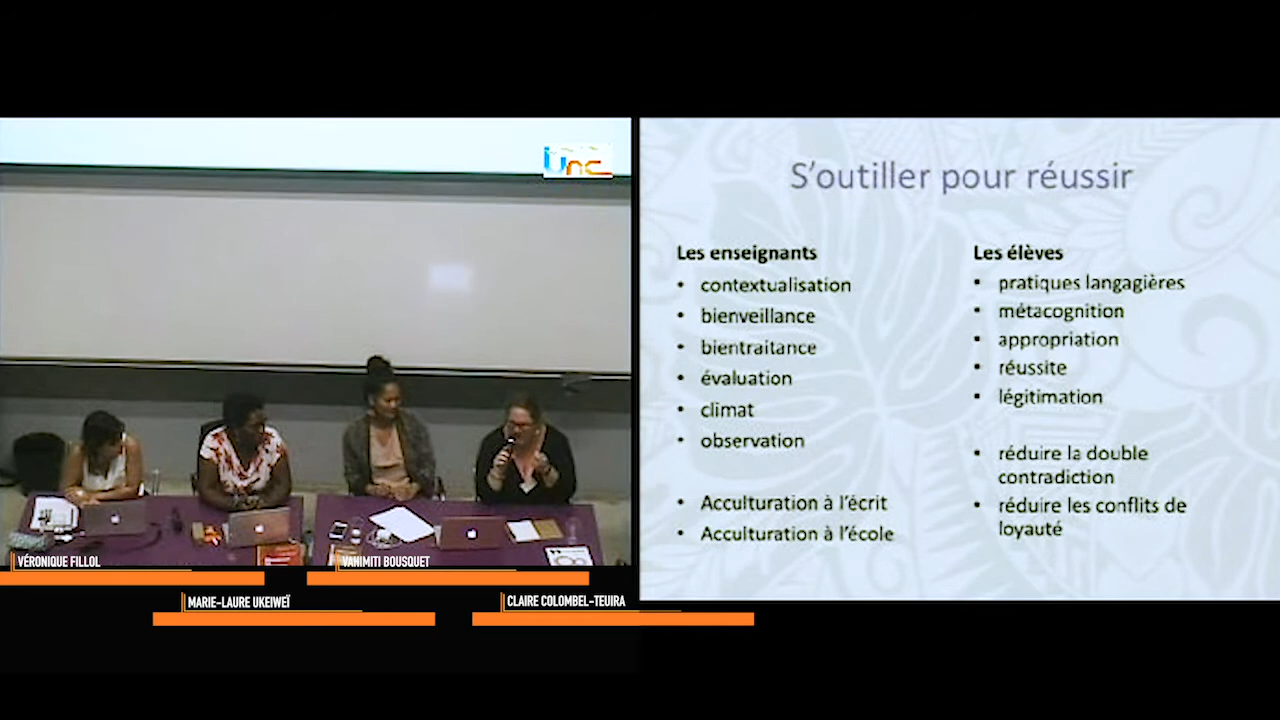 unc
S'outiller pour réussir
Les enseignants
• contextualisation
• bienveillance
• bientraitance
• évaluation
• climat
• observation
• Acculturation à l'écrit
• Acculturation à l'école
Les élèves
▪ pratiques langagières
▪ métacognition
▪ appropriation
▪ réussite
▪ légitimation
• réduire la double
contradiction
• réduire les conflits de
loyauté
VÉRONIQUE FILLOL
VANIMITI BOUSQUET
MARIE-LAURE UKEIWEÏ
CLAIRE COLOMBEL-TEUIRA